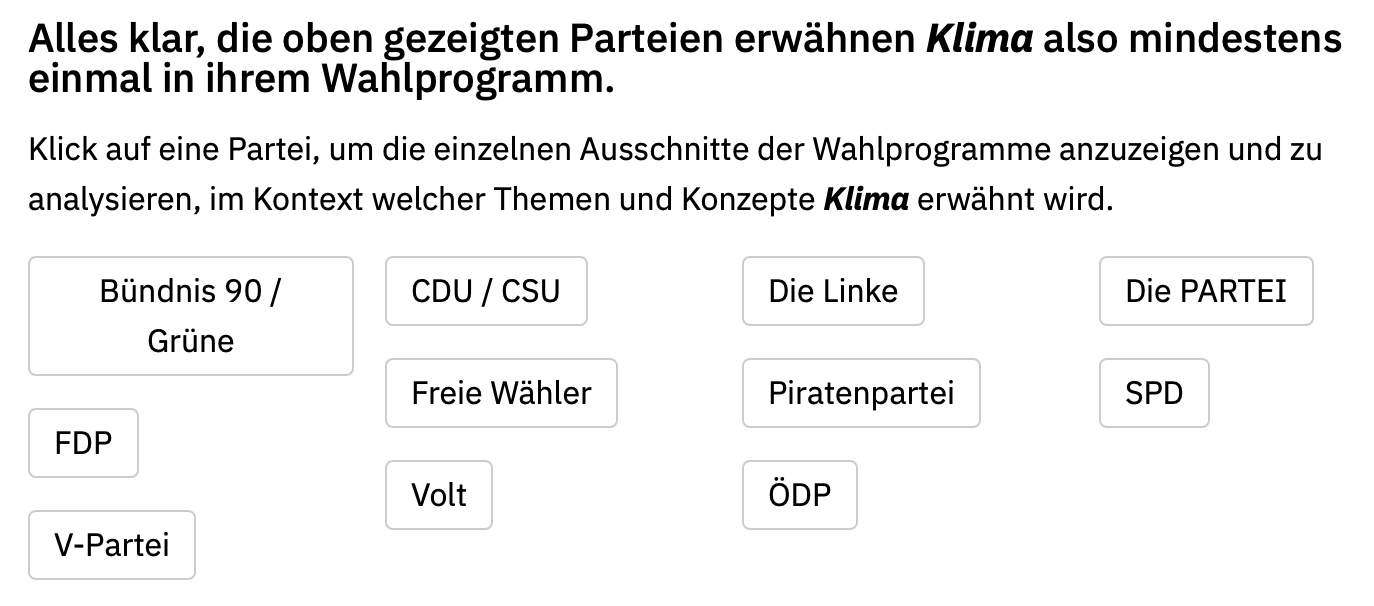 Alles klar, die oben gezeigten Parteien erwähnen Klima also mindestens
einmal in ihrem Wahlprogramm.
Klick auf eine Partei, um die einzelnen Ausschnitte der Wahlprogramme anzuzeigen und zu
analysieren, im Kontext welcher Themen und Konzepte Klima erwähnt wird.
Bündnis 90 /
Grüne
CDU / CSU
Die Linke
Die PARTEI
FDP
Freie Wähler
Piratenpartei
SPD
V-Partei
Volt
ÖDP